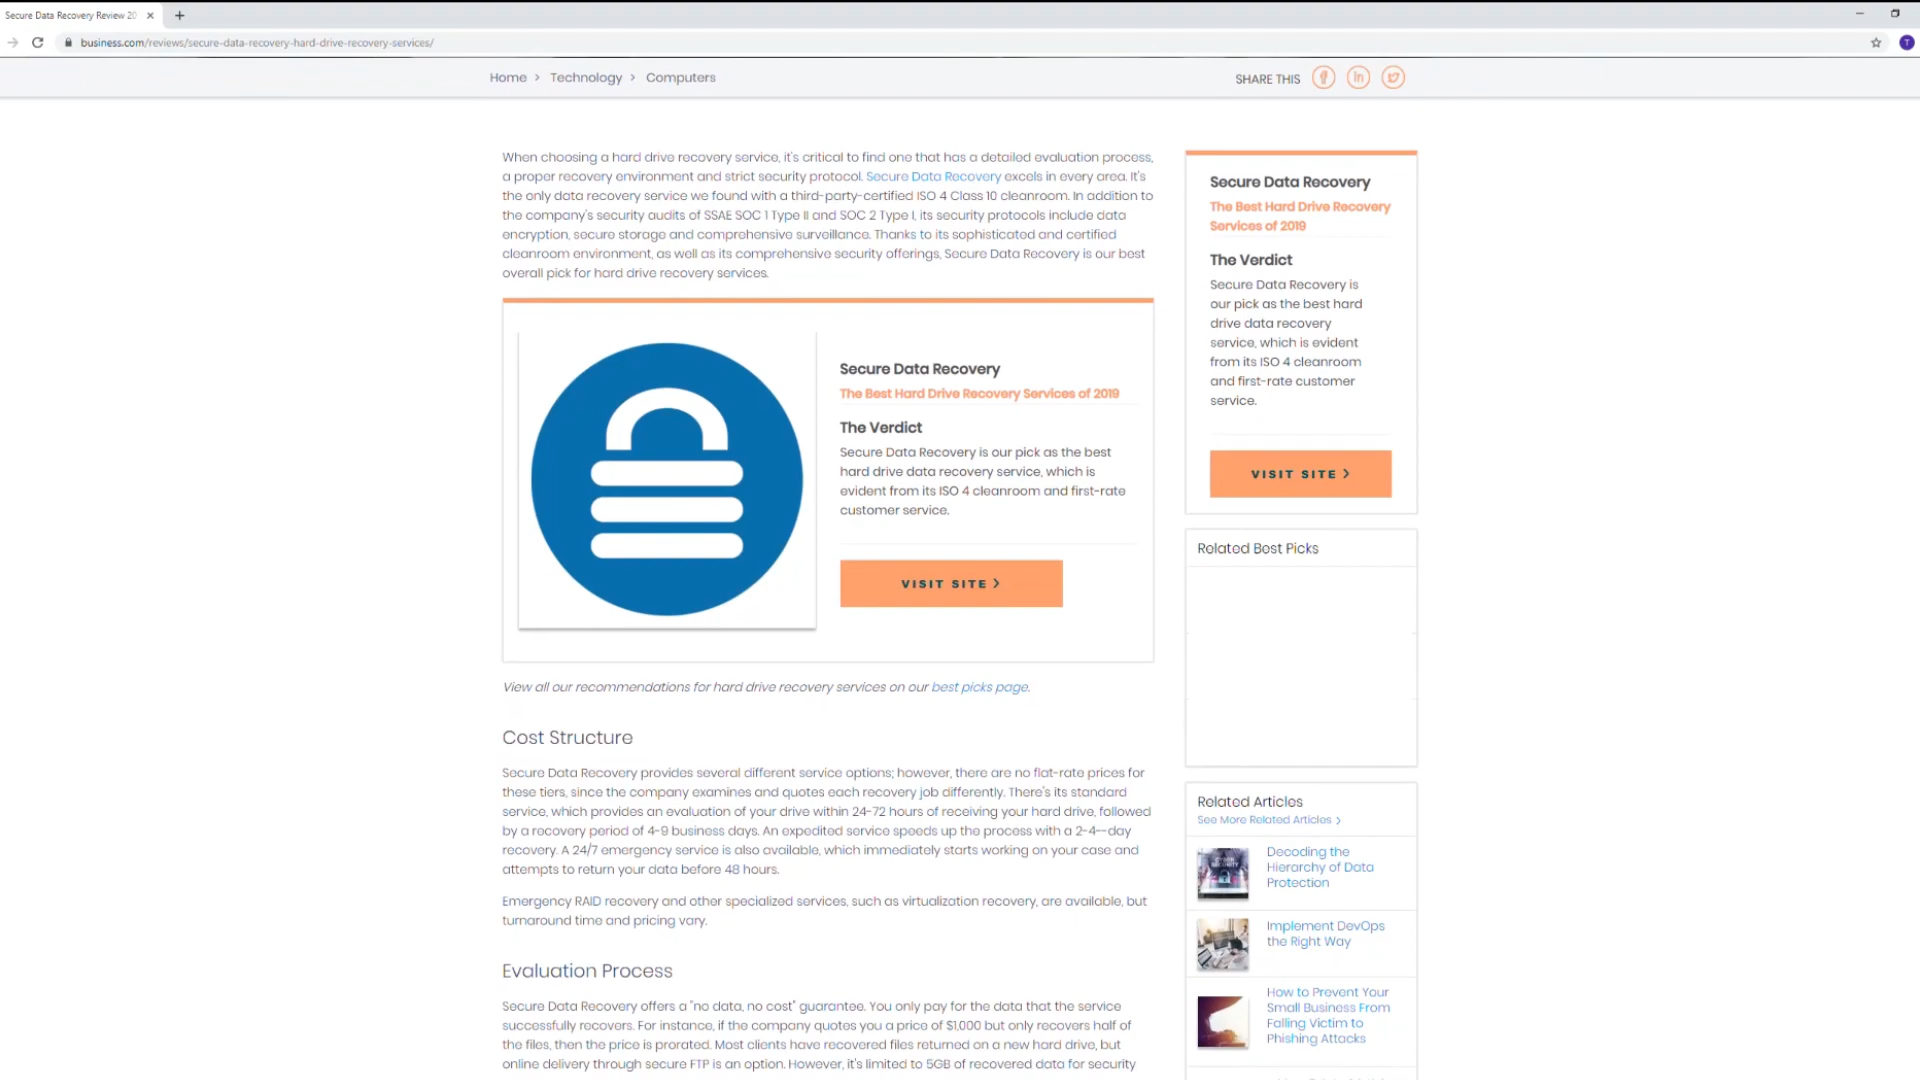 Secure Data Recovery Review 20
business.com/reviews/secure-data-recovery-hard-drive-recovery-services/
T
Home > Technology > Computers
SHARE THIS
When choosing a hard drive recovery service, it's critical to find one that has a detailed evaluation process,
a proper recovery environment and strict security protocol. Secure Data Recovery excels in every area. It's
the only data recovery service we found with a third-party-certified ISO 4 Class 10 cleanroom. In addition to
the company's security audits of SSAE SOC 1 Type II and SOC 2 Type I, its security protocols include data
encryption, secure storage and comprehensive surveillance. Thanks to its sophisticated and certified
cleanroom environment, as well as its comprehensive security offerings, Secure Data Recovery is our best
overall pick for hard drive recovery services.
Secure Data Recovery
The Best Hard Drive Recovery Services of 2019
The Verdict
Secure Data Recovery is our pick as the best
hard drive data recovery service, which is
evident from its ISO 4 cleanroom and first-rate
customer service.
VISIT SITE >
View all our recommendations for hard drive recovery services on our best picks page.
Cost Structure
Secure Data Recovery provides several different service options; however, there are no flat-rate prices for
these tiers, since the company examines and quotes each recovery job differently. There's its standard
service, which provides an evaluation of your drive within 24-72 hours of receiving your hard drive, followed
by a recovery period of 4-9 business days. An expedited service speeds up the process with a 2-4--day
recovery. A 24/7 emergency service is also available, which immediately starts working on your case and
attempts to return your data before 48 hours.
Emergency RAID recovery and other specialized services, such as virtualization recovery, are available, but
turnaround time and pricing vary.
Evaluation Process
Secure Data Recovery offers a "no data, no cost" guarantee. You only pay for the data that the service
successfully recovers. For instance, if the company quotes you a price of $1,000 but only recovers half of
the files, then the price is prorated. Most clients have recovered files returned on a new hard drive, but
online delivery through secure FTP is an option. However, it's limited to 5GB of recovered data for security
Secure Data Recovery
The Best Hard Drive Recovery
Services of 2019
The Verdict
Secure Data Recovery is
our pick as the best hard
drive data recovery
service, which is evident
from its ISO 4 cleanroom
and first-rate customer
service.
VISIT SITE >
Related Best Picks
Related Articles
See More Related Articles >
Decoding the
Hierarchy of Data
Protection
Implement DevOps
the Right Way
How to Prevent Your
Small Business From
Falling Victim to
Phishing Attacks